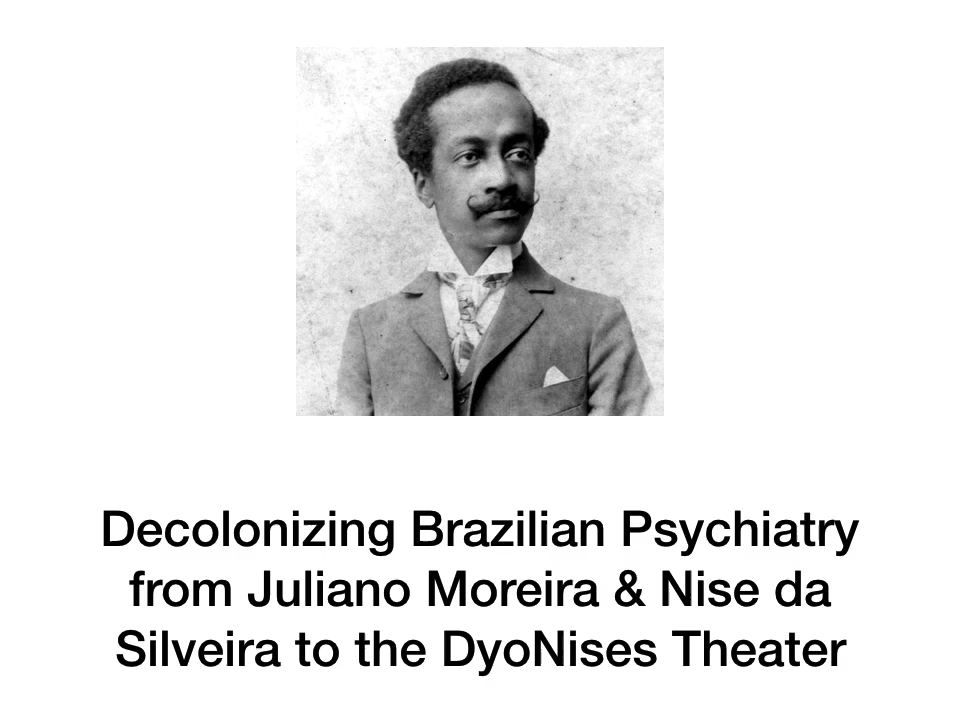 Decolonizing Brazilian Psychiatry
from Juliano Moreira & Nise da
Silveira to the DyoNises Theater